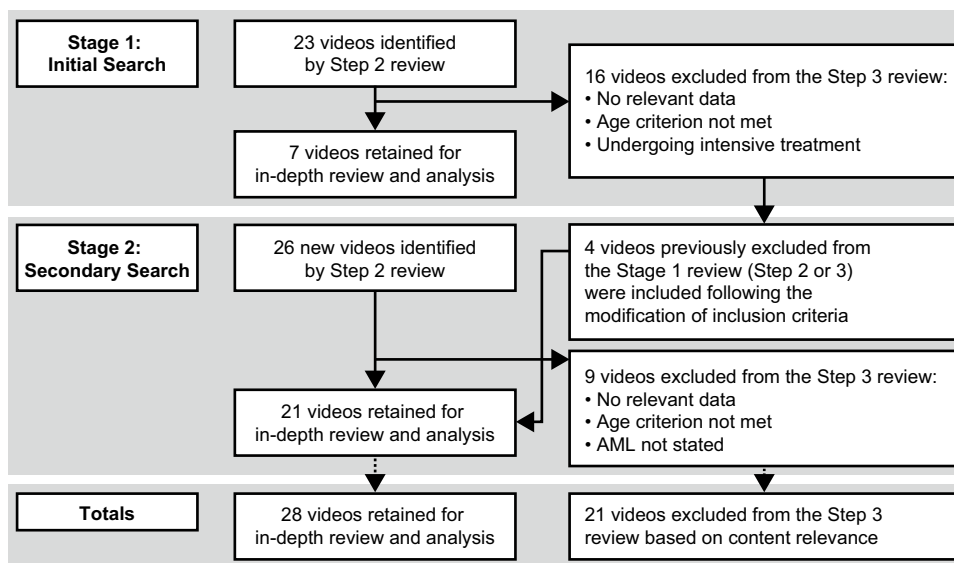 Stage 1:
Initial Search
23 videos identified
by Step 2 review
16 videos excluded from the Step 3 review:
• No relevant data
• Age criterion not met
• Undergoing intensive treatment
7 videos retained for
in-depth review and analysis
Stage 2:
Secondary Search
26 new videos identified
by Step 2 review
4 videos previously excluded from
the Stage 1 review (Step 2 or 3)
were included following the
modification of inclusion criteria
9 videos excluded from the Step 3 review:
• No relevant data
• Age criterion not met
• AML not stated
21 videos retained for
in-depth review and analysis
Totals
28 videos retained for
in-depth review and analysis
21 videos excluded from the Step 3
review based on content relevance